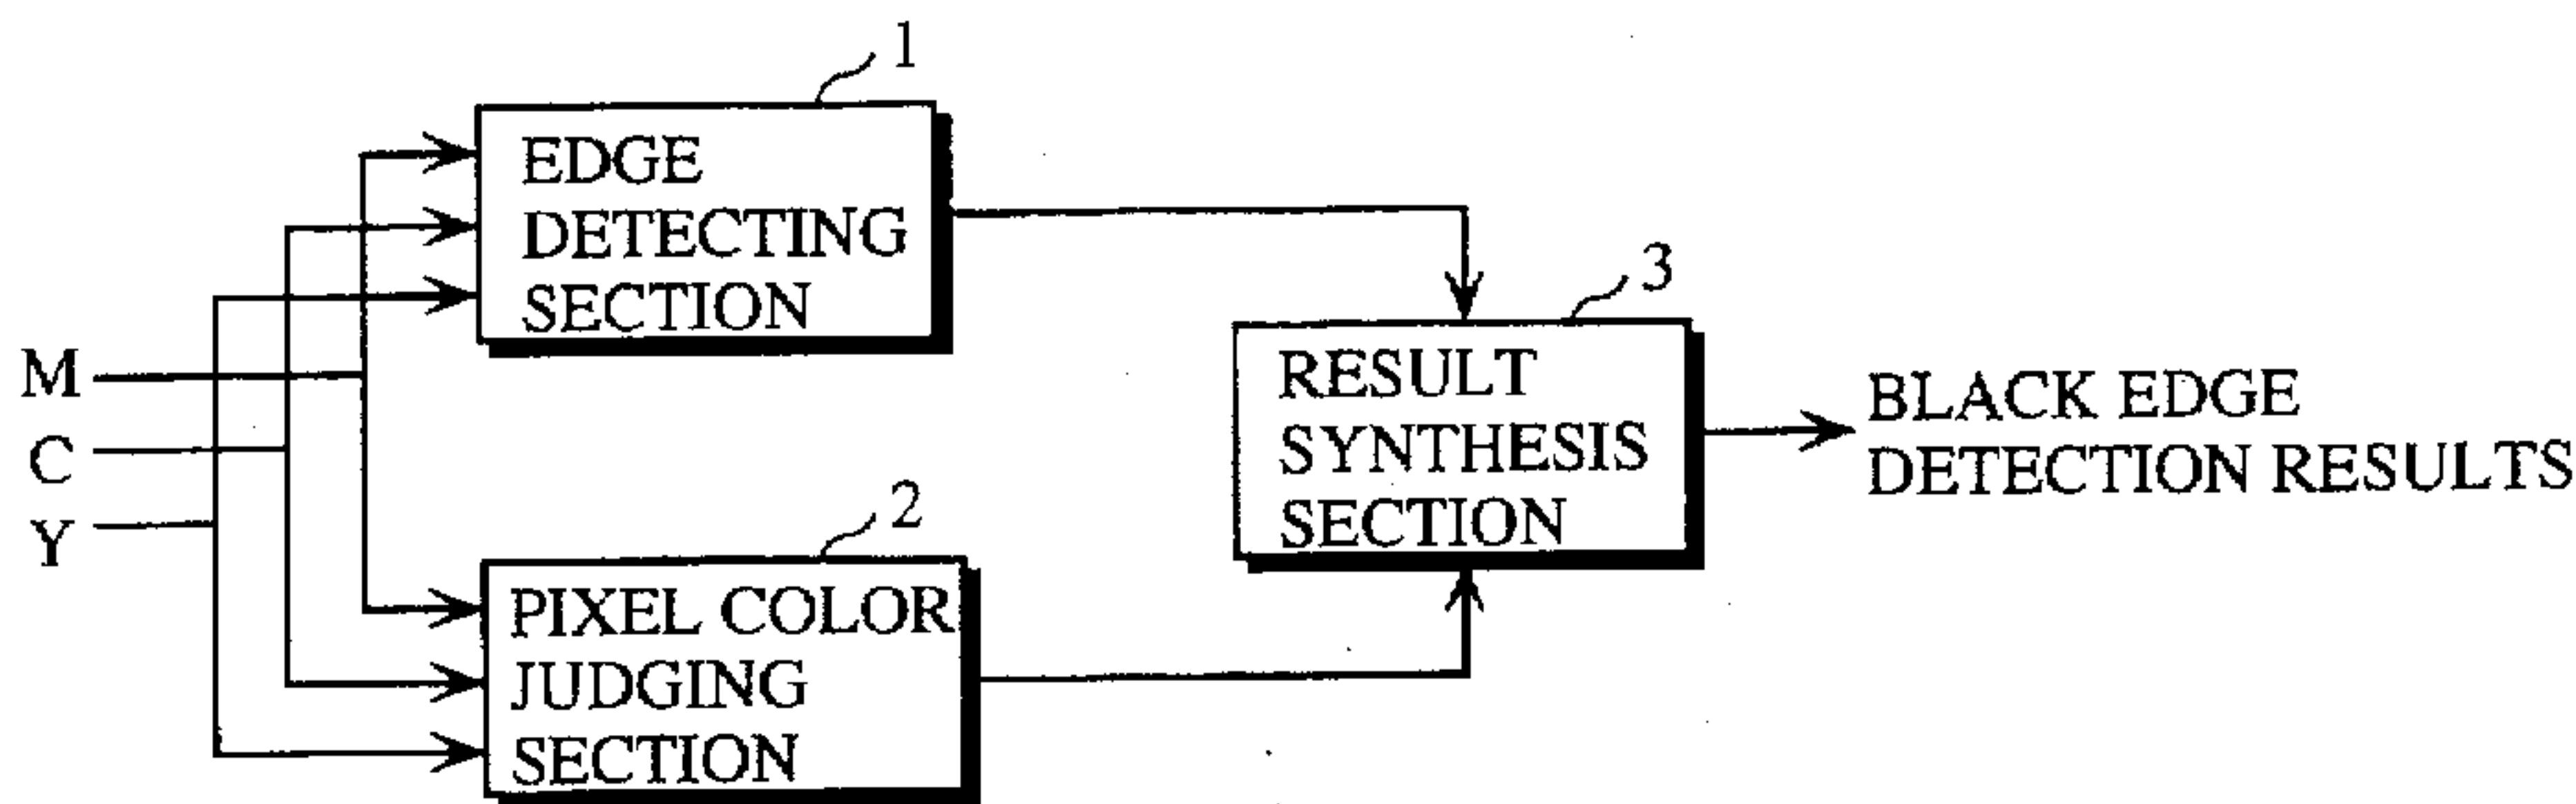 1
EDGE
DETECTING
SECTION
M
C
Y
2
PIXEL COLOR
JUDGING
SECTION
3
RESULT
SYNTHESIS
SECTION
BLACK EDGE
DETECTION RESULTS